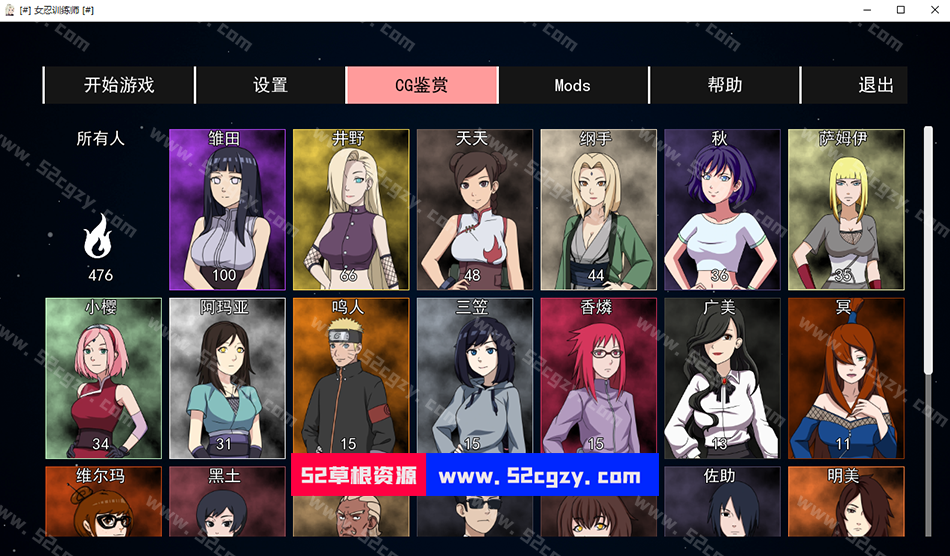 [#] 女忍训练师 [#]
开始游戏 设置 CG鉴赏 Mods 帮助 退出
所有人 雏田 井野 天天 纲手 秋 萨姆伊
476 100 66 48 44 36 35
小樱 阿玛亚 鸣人 三笠 香燐 广美 冥
34 31 15 15 15 13 11
52草根资源 www.52cgzy.com
维尔玛 黑土 佐助 明美
www.52cgzy.com